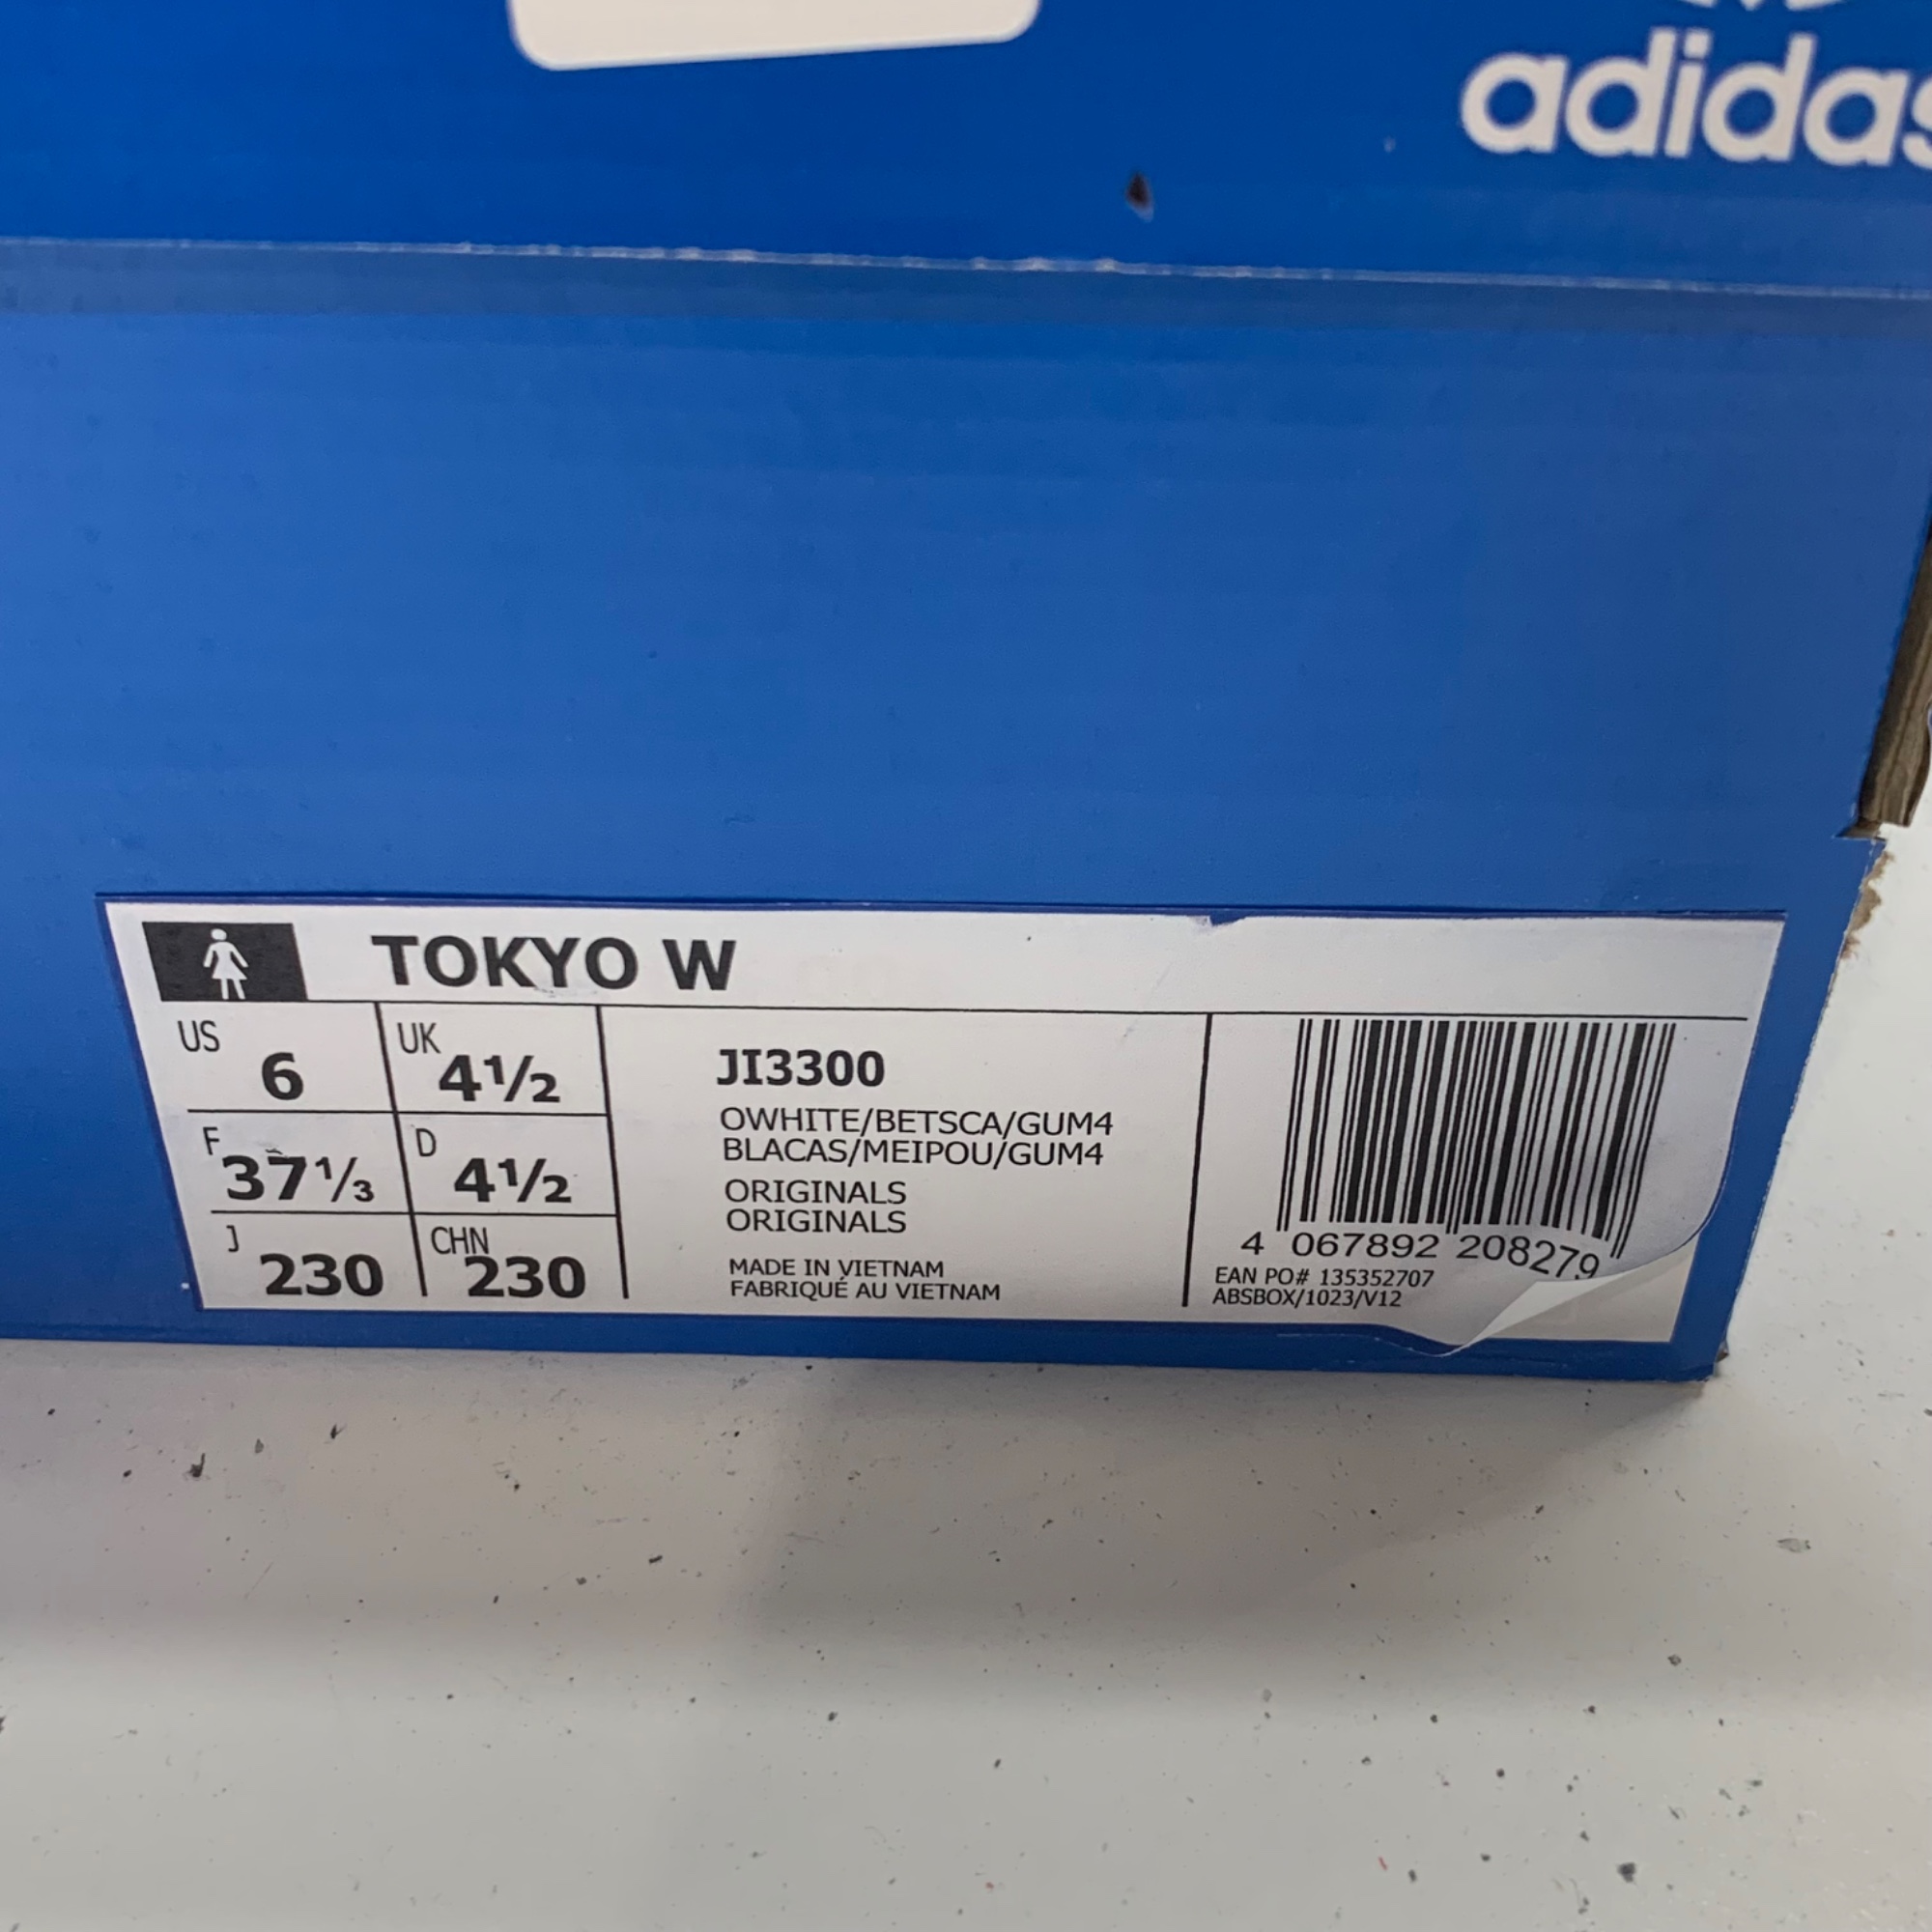 adidas
TOKYO W
US 6 UK 4½
F 37⅓ D 4½
J 230 CHN 230
JI3300
OWHITE/BETSCA/GUM4
BLACAS/MEIPOU/GUM4
ORIGINALS
ORIGINALS
MADE IN VIETNAM
FABRIQUÉ AU VIETNAM
4 067892 208279
EAN PO# 135352707
ABSBOX/1023/V12